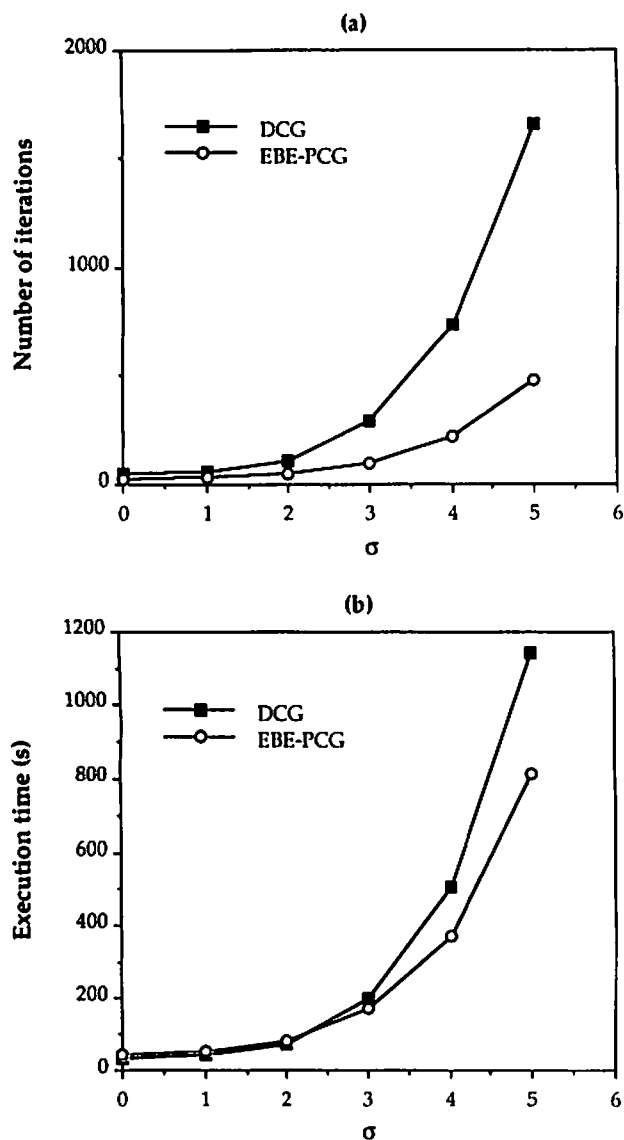 (a)
2000
1000
0
Number of iterations
DCG
EBE-PCG
0 1 2 3 4 5 6
σ
(b)
1200
1000
800
600
400
200
0
Execution time (s)
DCG
EBE-PCG
0 1 2 3 4 5 6
σ